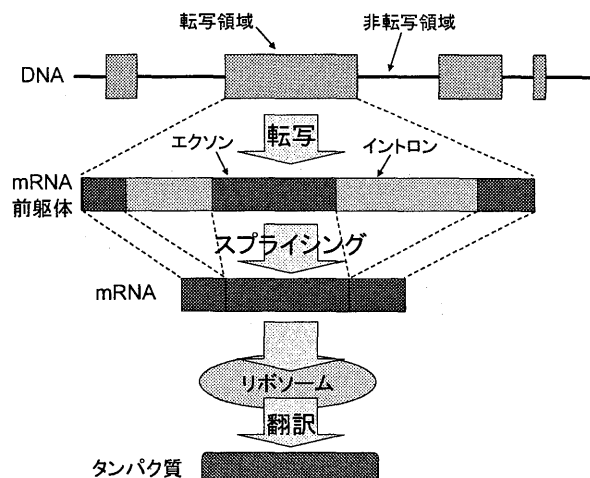 転写領域
非転写領域
DNA
転写
エクソン
イントロン
mRNA
前駆体
スプライシング
mRNA
リボソーム
翻訳
タンパク質